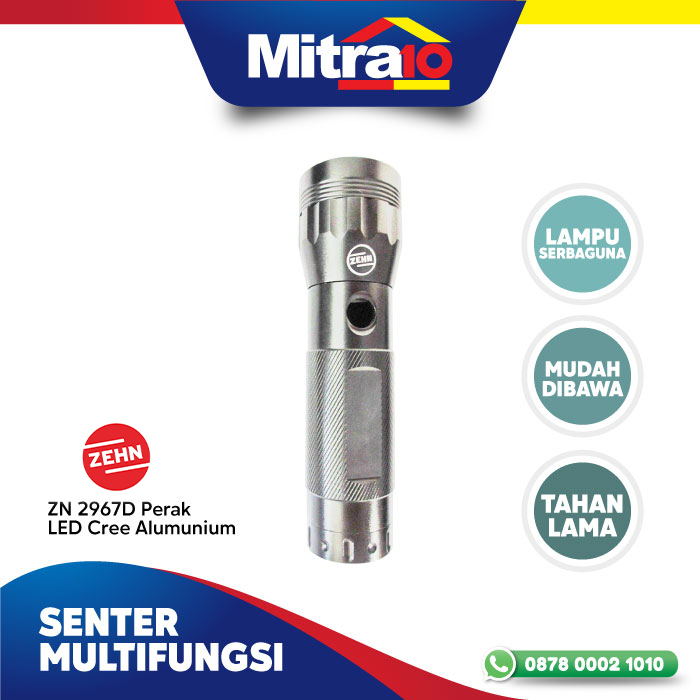 Mitra10
LAMPU
SERBAGUNA
ZEHN
MUDAH
DIBAWA
ZEHN
ZN 2967D Perak
LED Cree Alumunium
TAHAN
LAMA
SENTER
MULTIFUNGSI
0878 0002 1010